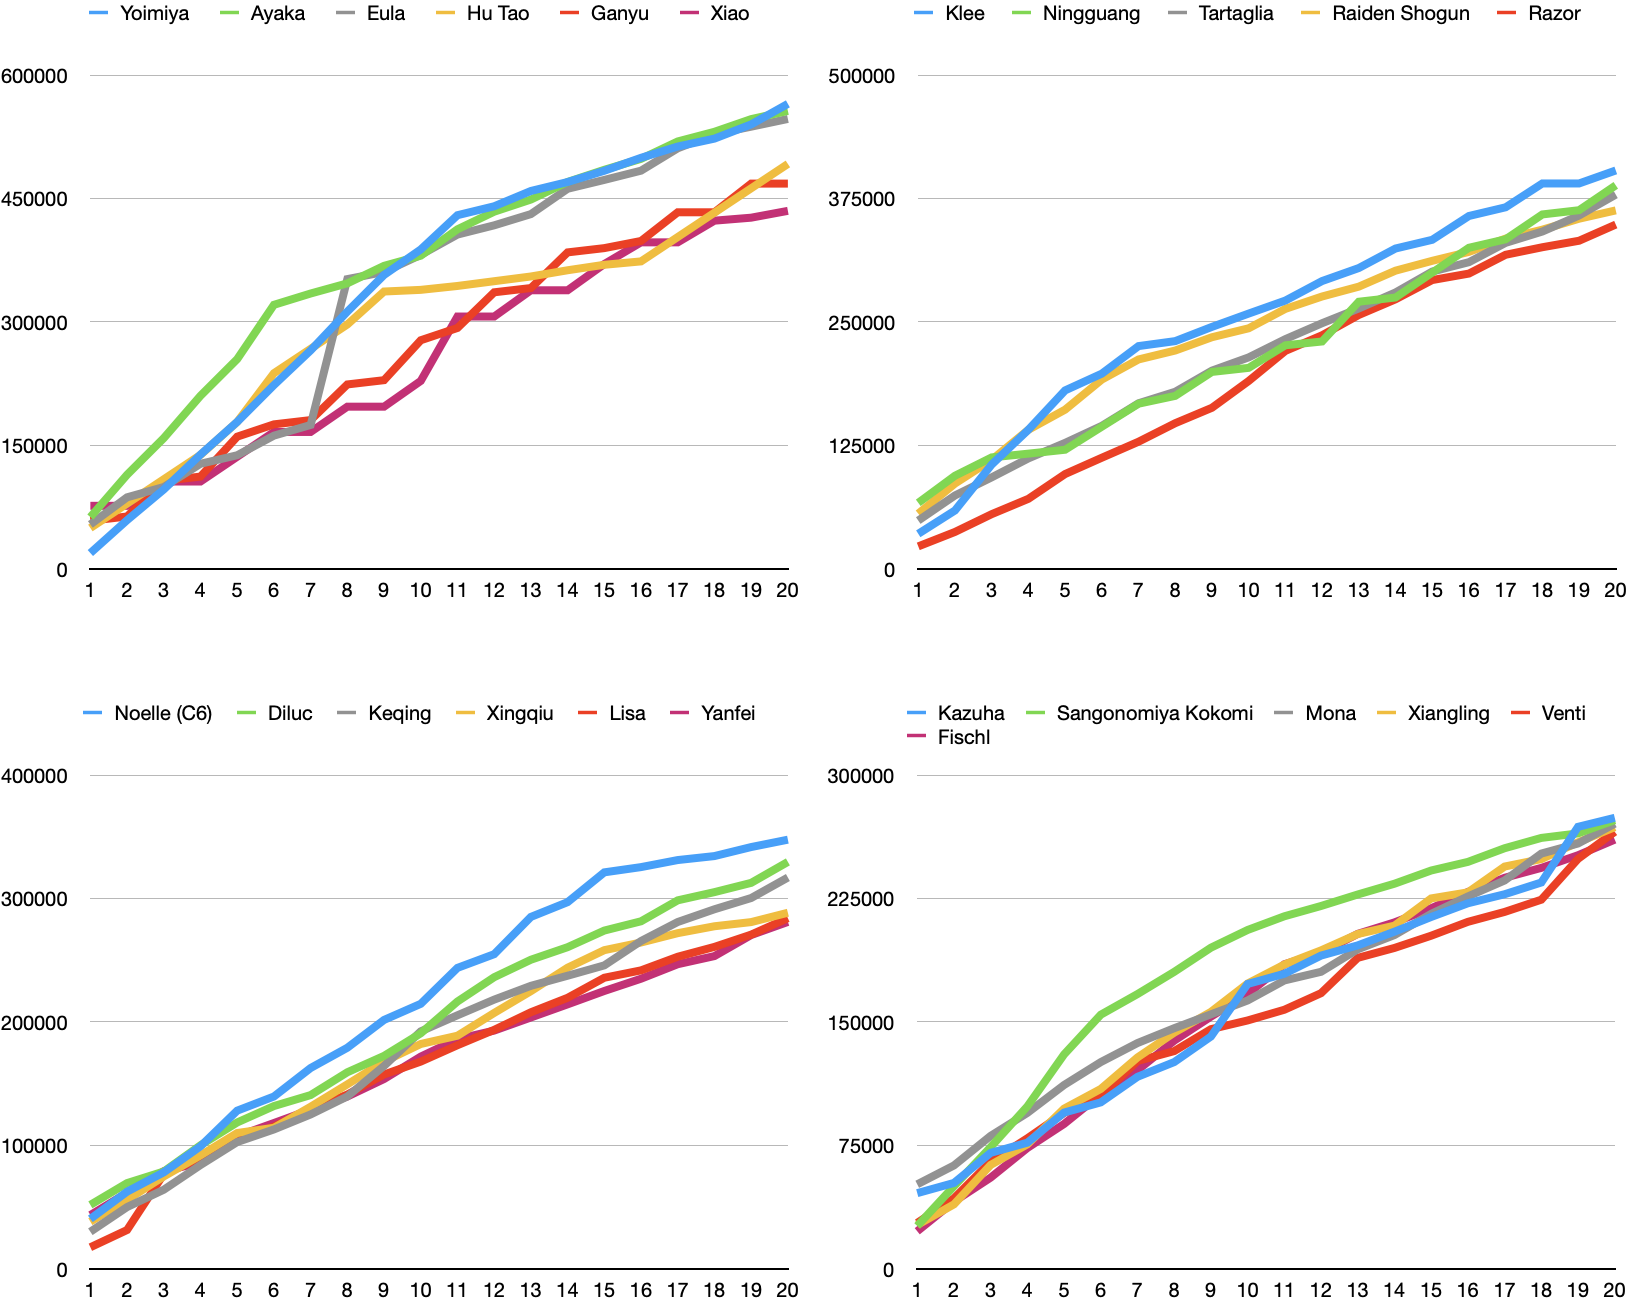 Yoimiya Ayaka Eula Hu Tao Ganyu Xiao
600000
450000
300000
150000
0
1 2 3 4 5 6 7 8 9 10 11 12 13 14 15 16 17 18 19 20
Klee Ningguang Tartaglia Raiden Shogun Razor
500000
375000
250000
125000
0
1 2 3 4 5 6 7 8 9 10 11 12 13 14 15 16 17 18 19 20
Noelle (C6) Diluc Keqing Xingqiu Lisa Yanfei
400000
300000
200000
100000
0
1 2 3 4 5 6 7 8 9 10 11 12 13 14 15 16 17 18 19 20
Kazuha Sangonomiya Kokomi Mona Xiangling Venti
Fischl
300000
225000
150000
75000
0
1 2 3 4 5 6 7 8 9 10 11 12 13 14 15 16 17 18 19 20